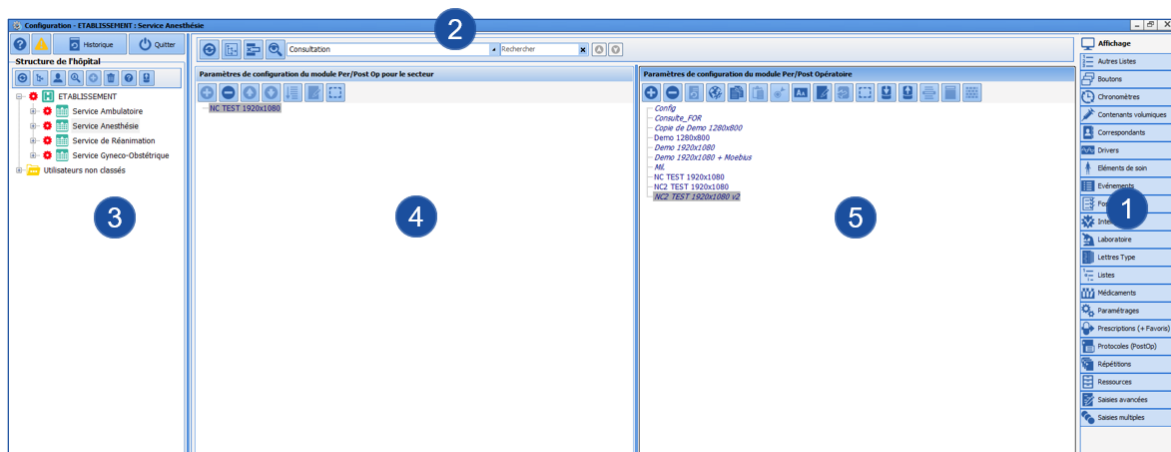 Configuration - ETABLISSEMENT : Service Anesthésie
2
Historique
Quitter
Structure de l'hôpital
ETABLISSEMENT
Service Ambulatoire
Service Anesthésie
Service de Réanimation
Service Gyneco-Obstétrique
Utilisateurs non classés
3
Consultation
Rechercher
Paramètres de configuration du module Per/Post Op pour le secteur
NC TEST 1920x1080
4
Paramètres de configuration du module Per/Post Opératoire
Config
Consulte_FOR
Copie de Demo 1280x800
Demo 1280x800
Demo 1920x1080
Demo 1920x1080 + Moebius
NC TEST 1920x1080
NC2 TEST 1920x1080
NC2 TEST 1920x1080 v2
5
Affichage
Autres Listes
Boutons
Chronomètres
Contenants volumiques
Correspondants
Drivers
Eléments de soin
Evénements
1
Laboratoire
Lettres Type
Listes
Médicaments
Paramétrages
Prescriptions (+ Favoris)
Protocoles (PostOp)
Répétitions
Ressources
Saisies avancées
Saisies multiples